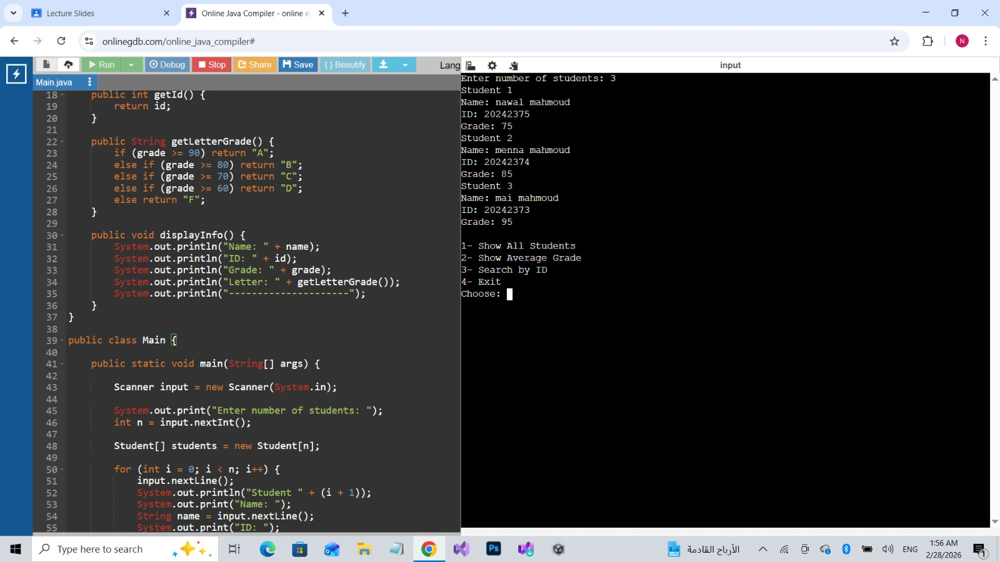 Lecture Slides
Online Java Compiler - online e
onlinegdb.com/online_java_compiler#
N
Run
Debug
Stop
Share
Save
{ } Beautify
Lang
input
Main.java
18 public int getId() {
19 return id;
20 }
21
22 public String getLetterGrade() {
23 if (grade >= 90) return "A";
24 else if (grade >= 80) return "B";
25 else if (grade >= 70) return "C";
26 else if (grade >= 60) return "D";
27 else return "F";
28 }
29
30 public void displayInfo() {
31 System.out.println("Name: " + name);
32 System.out.println("ID: " + id);
33 System.out.println("Grade: " + grade);
34 System.out.println("Letter: " + getLetterGrade());
35 System.out.println("---------------------");
36 }
37 }
38
39 public class Main {
40
41 public static void main(String[] args) {
42
43 Scanner input = new Scanner(System.in);
44
45 System.out.print("Enter number of students: ");
46 int n = input.nextInt();
47
48 Student[] students = new Student[n];
49
50 for (int i = 0; i < n; i++) {
51 input.nextLine();
52 System.out.println("Student " + (i + 1));
53 System.out.print("Name: ");
54 String name = input.nextLine();
55 System.out.print("ID: ");
Enter number of students: 3
Student 1
Name: nawal mahmoud
ID: 20242375
Grade: 75
Student 2
Name: menna mahmoud
ID: 20242374
Grade: 85
Student 3
Name: mai mahmoud
ID: 20242373
Grade: 95
1- Show All Students
2- Show Average Grade
3- Search by ID
4- Exit
Choose:
Type here to search
Ps
الأرباح القادمة
ENG
1:56 AM
2/28/2026
1